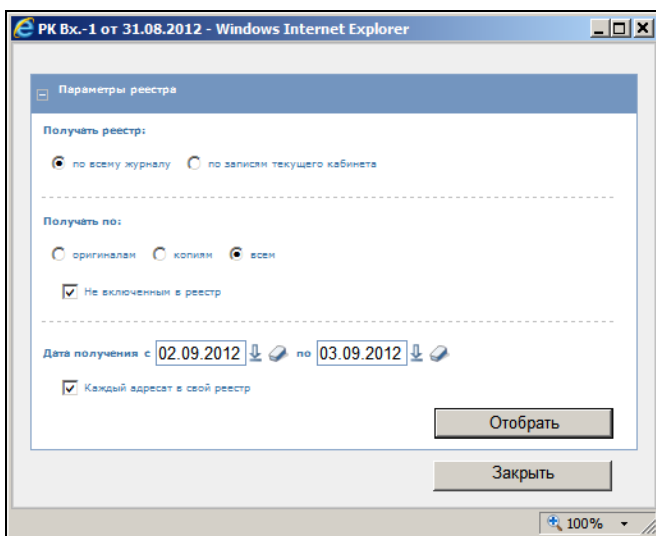 РК Вх.-1 от 31.08.2012 - Windows Internet Explorer
Параметры реестра
Получать реестр:
по всему журналу по записям текущего кабинета
Получать по:
оригиналам копиям всем
Не включенным в реестр
Дата получения с 02.09.2012 по 03.09.2012
Каждый адресат в свой реестр
Отобрать
Закрыть
100%